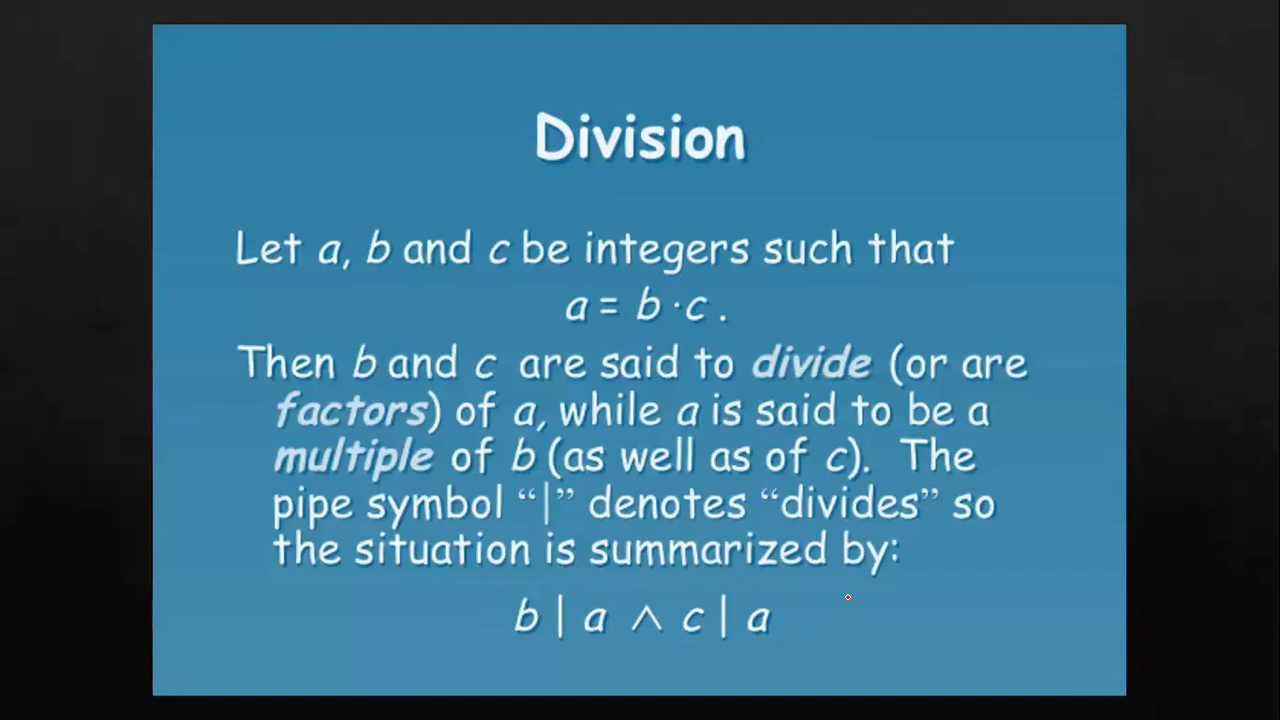 Division
Let a, b and c be integers such that
a = b · c .
Then b and c are said to divide (or are
factors) of a, while a is said to be a
multiple of b (as well as of c). The
pipe symbol “|” denotes “divides” so
the situation is summarized by:
b | a ∧ c | a